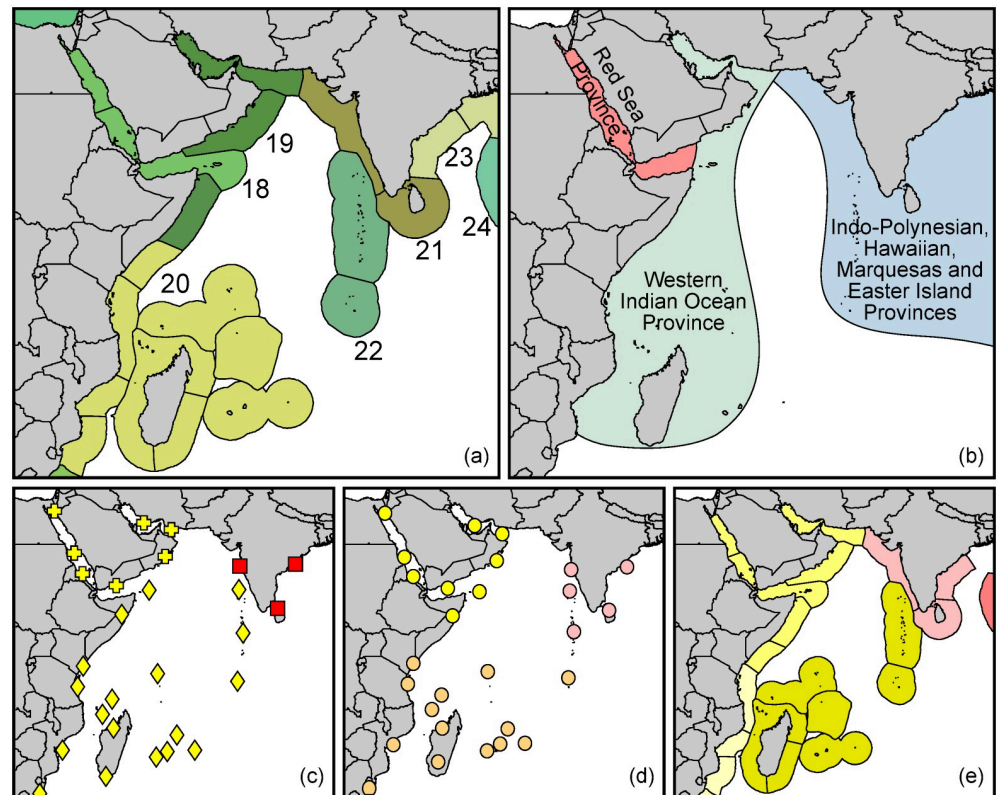 19
23
18
24
21
20
22
(a)
Red Sea
Province
Western
Indian Ocean
Province
Indo-Polynesian,
Hawaiian,
Marquesas and
Easter Island
Provinces
(b)
(c)
(d)
(e)